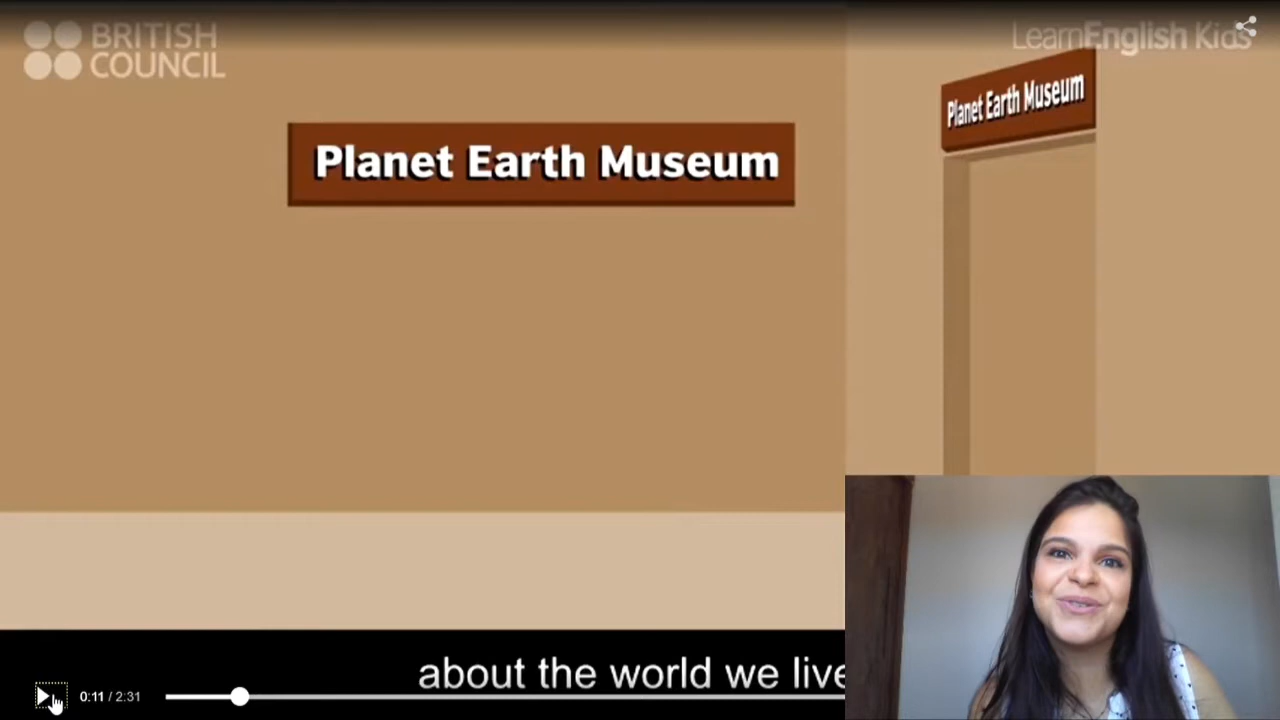 BRITISH
COUNCIL
LearnEnglish Kids
Planet Earth Museum
Planet Earth Museum
about the world we live
0:11 / 2:31